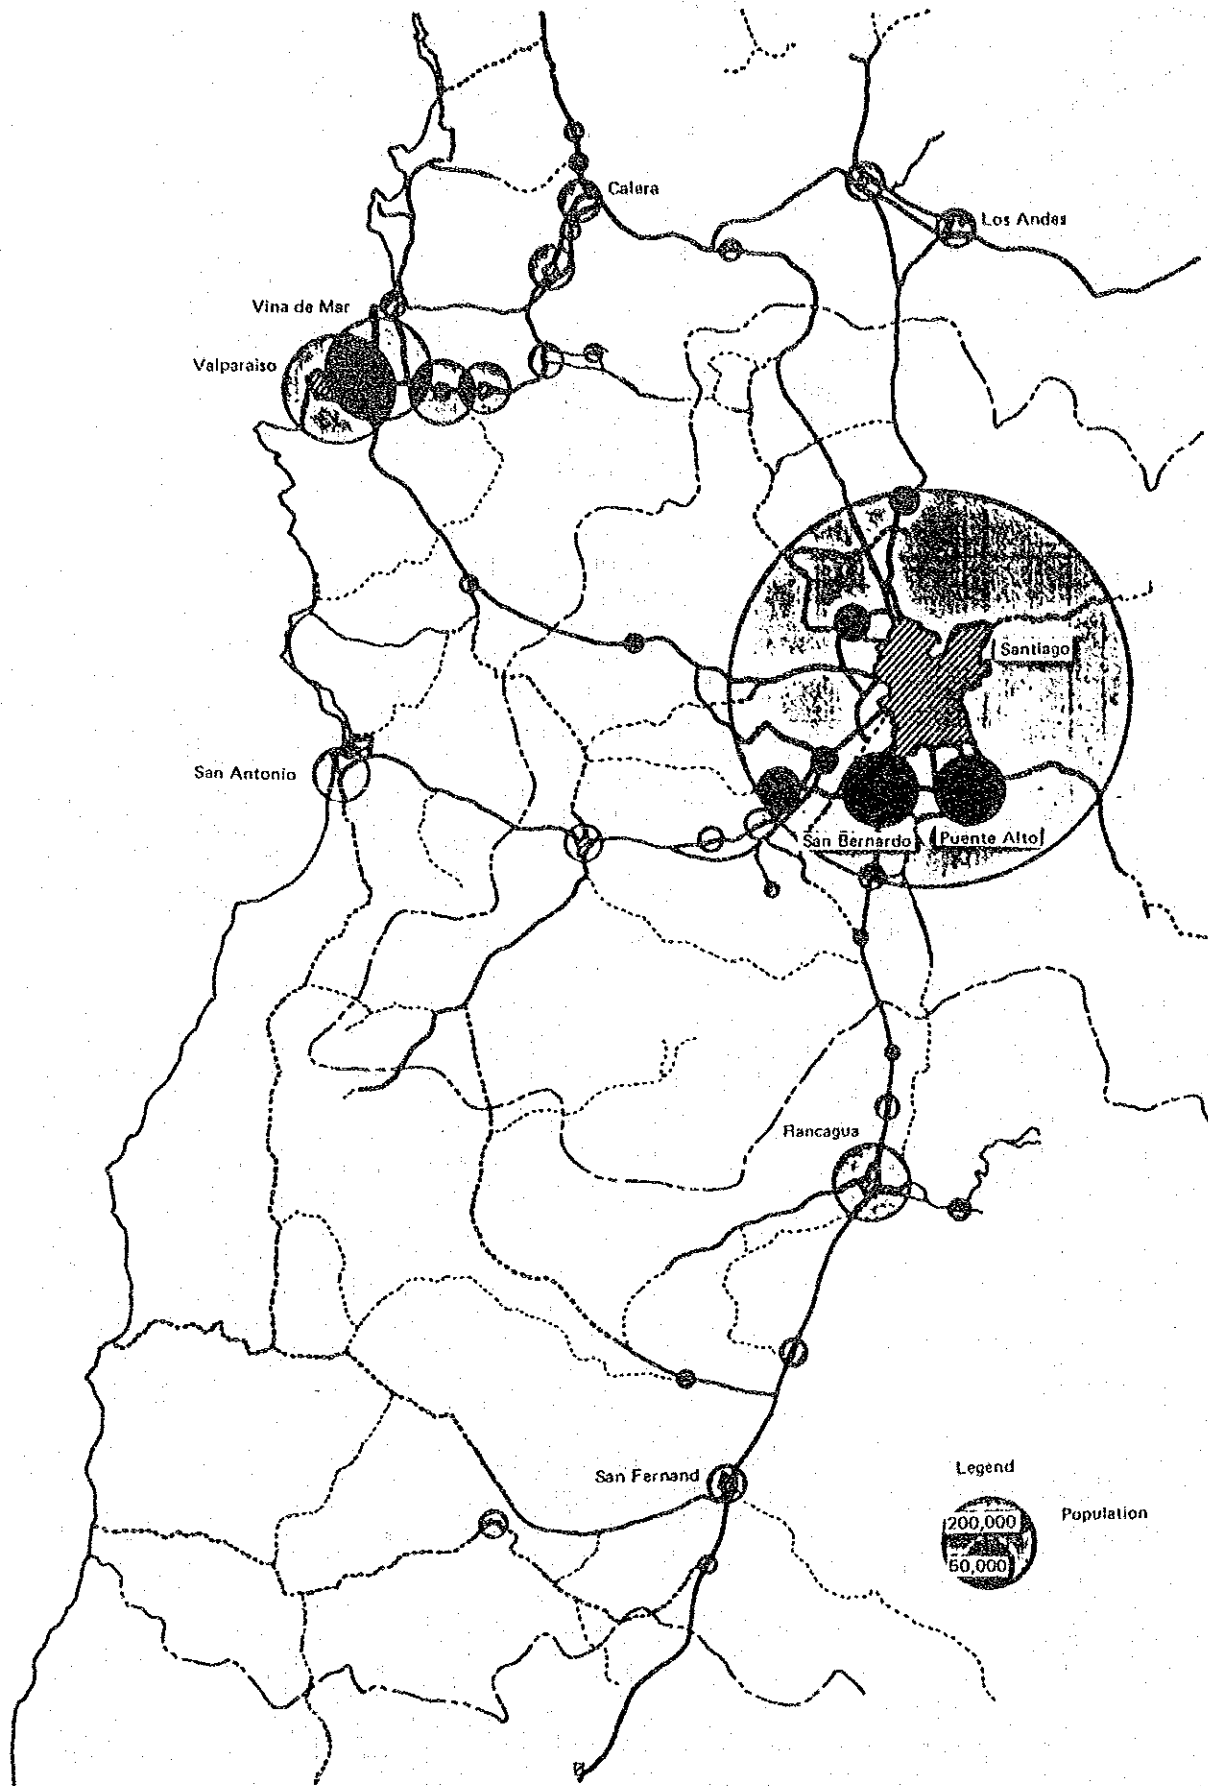 Calera
Los Andes
Vina de Mar
Valparaiso
Santiago
San Antonio
San Bernardo
Puente Alto
Rancagua
San Fernand
Legend
200,000
Population
50,000